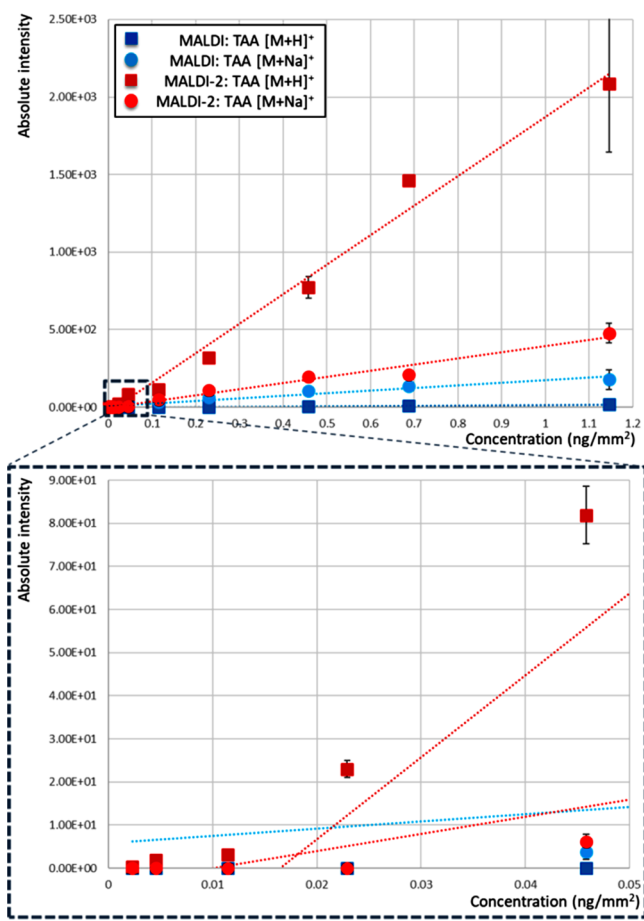 Absolute intensity
2.50E+03
2.00E+03
1.50E+03
1.00E+03
5.00E+02
0.00E+00
MALDI: TAA [M+H]⁺
MALDI: TAA [M+Na]⁺
MALDI-2: TAA [M+H]⁺
MALDI-2: TAA [M+Na]⁺
0 0.1 0.2 0.3 0.4 0.5 0.6 0.7 0.8 0.9 1 1.1 1.2
Concentration (ng/mm²)
Absolute intensity
9.00E+01
8.00E+01
7.00E+01
6.00E+01
5.00E+01
4.00E+01
3.00E+01
2.00E+01
1.00E+01
0.00E+00
0 0.01 0.02 0.03 0.04 0.05
Concentration (ng/mm²)